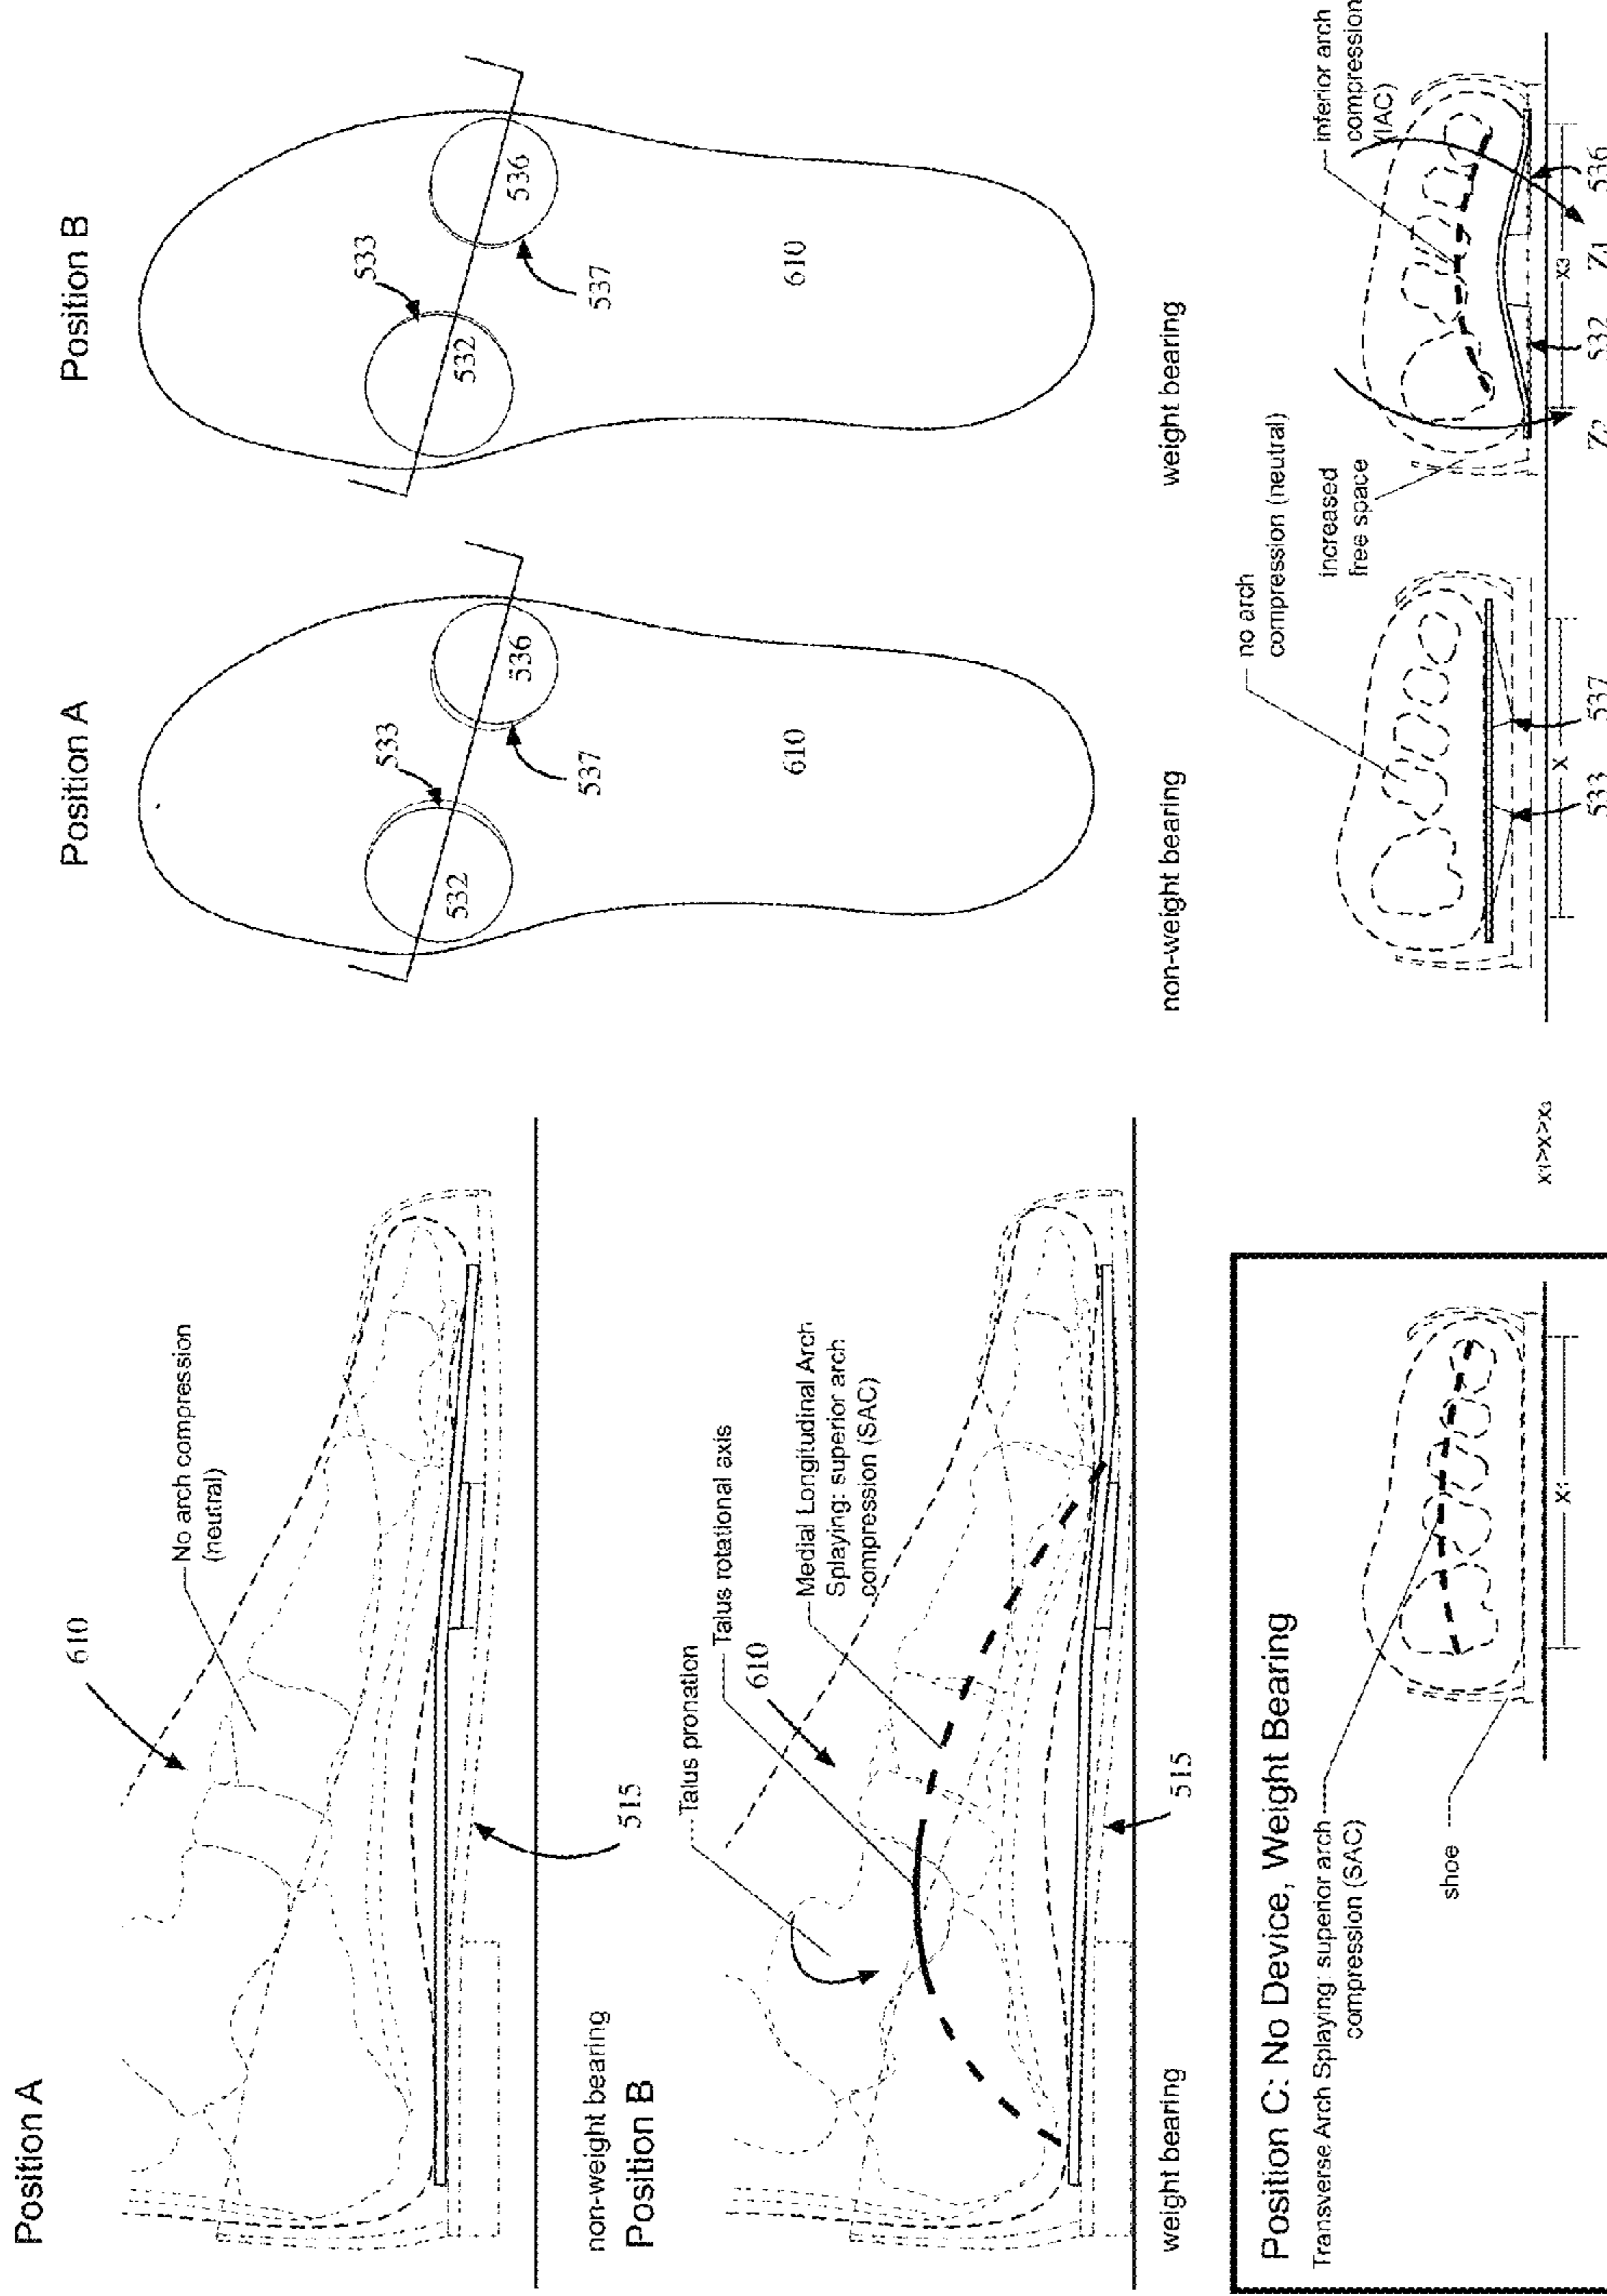 Position A
610
No arch compression
(neutral)
515
non-weight bearing
Position B
Talus pronation
Talus rotational axis
610
Medial Longitudinal Arch
Splaying: superior arch
compression (SAC)
515
weight bearing
Position C: No Device, Weight Bearing
Transverse Arch Splaying: superior arch
compression (SAC)
shoe
X1
X1>X>X3
Position A
533
532
536
537
610
non-weight bearing
Position B
533
532
536
537
610
weight bearing
no arch
compression (neutral)
X
533
537
increased
free space
inferior arch
compression
(IAC)
X3
Z2
532
Z1
536